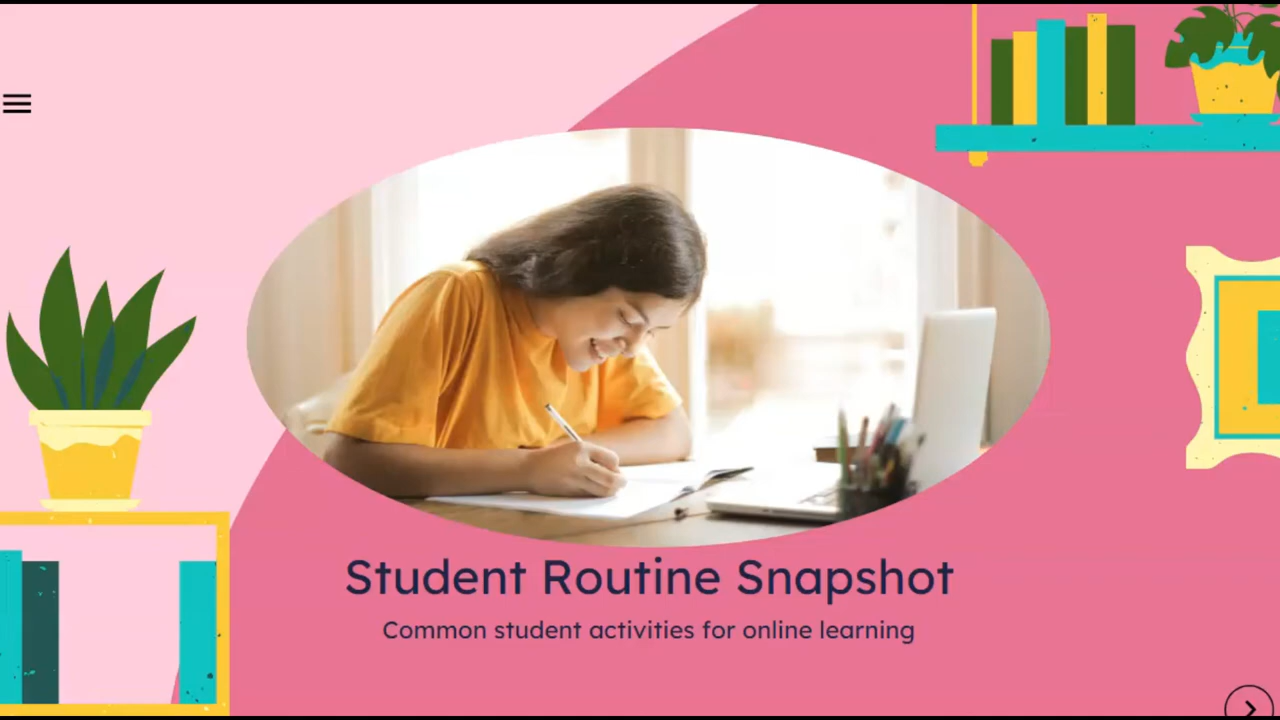 Student Routine Snapshot
Common student activities for online learning